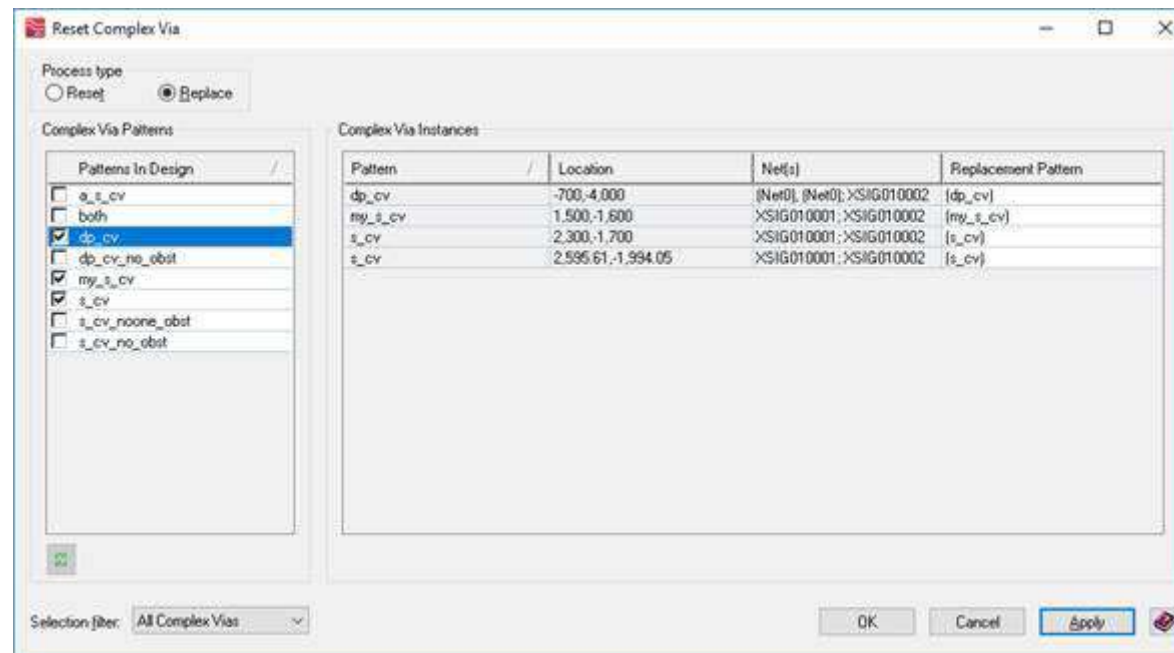 Reset Complex Via
Process type
Reset Replace
Complex Via Patterns Complex Via Instances
Patterns In Design Pattern Location Net(s) Replacement Pattern
a_s_cv dp_cv -700,-4,000 (Net0), (Net0); XSIG010002 (dp_cv)
both my_s_cv 1,500,-1,600 XSIG010001; XSIG010002 (my_s_cv)
dp_cv s_cv 2,300,-1,700 XSIG010001; XSIG010002 (s_cv)
dp_cv_no_obst s_cv 2,595.61,-1,994.05 XSIG010001; XSIG010002 (s_cv)
my_s_cv
s_cv
s_cv_noone_obst
s_cv_no_obst
Selection filter: All Complex Vias OK Cancel Apply